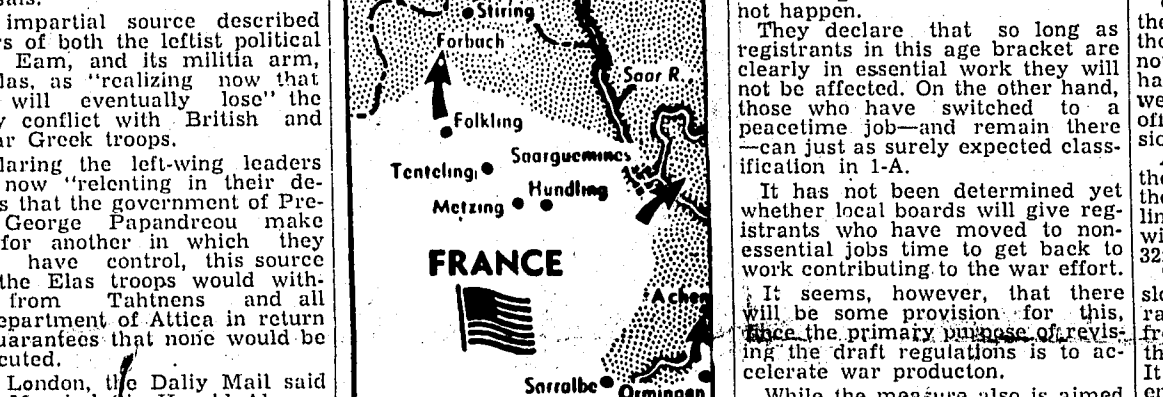 impartial source described
s of both the leftist political
Eam, and its militia arm,
las, as "realizing now that
will eventually lose" the
y conflict with British and
ar Greek troops.
laring the left-wing leaders
now "relenting in their de-
s that the government of Pre-
George Papandreou make
for another in which they
have control, this source
the Elas troops would with-
from Tahtnens and all
epartment of Attica in return
uarantees that none would be
cuted.
London, the Daliy Mail said
Stiring
Forbach
Saar R.
Folkling
Saarguemines
Tenteling
Hundling
Metzing
FRANCE
Achen
Sarralbe
Ormingen
not happen.
They declare that so long as
registrants in this age bracket are
clearly in essential work they will
not be affected. On the other hand,
those who have switched to a
peacetime job—and remain there
—can just as surely expected class-
ification in 1-A.
It has not been determined yet
whether local boards will give reg-
istrants who have moved to non-
essential jobs time to get back to
work contributing to the war effort.
It seems, however, that there
will be some provision for this,
since the primary purpose of revis-
ing the draft regulations is to ac-
celerate war producton.
While the measure also is aimed